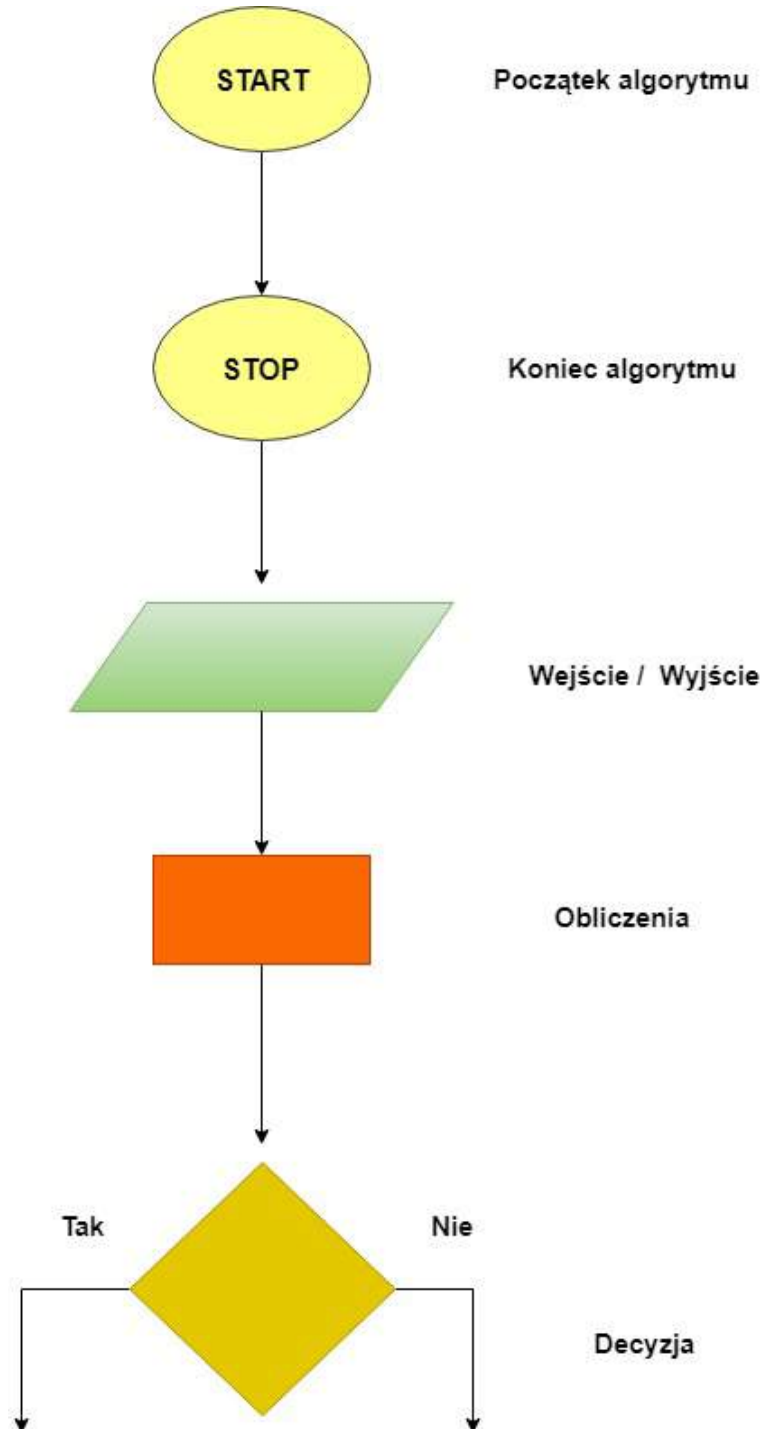 START
Początek algorytmu
STOP
Koniec algorytmu
Wejście / Wyjście
Obliczenia
Tak
Nie
Decyzja